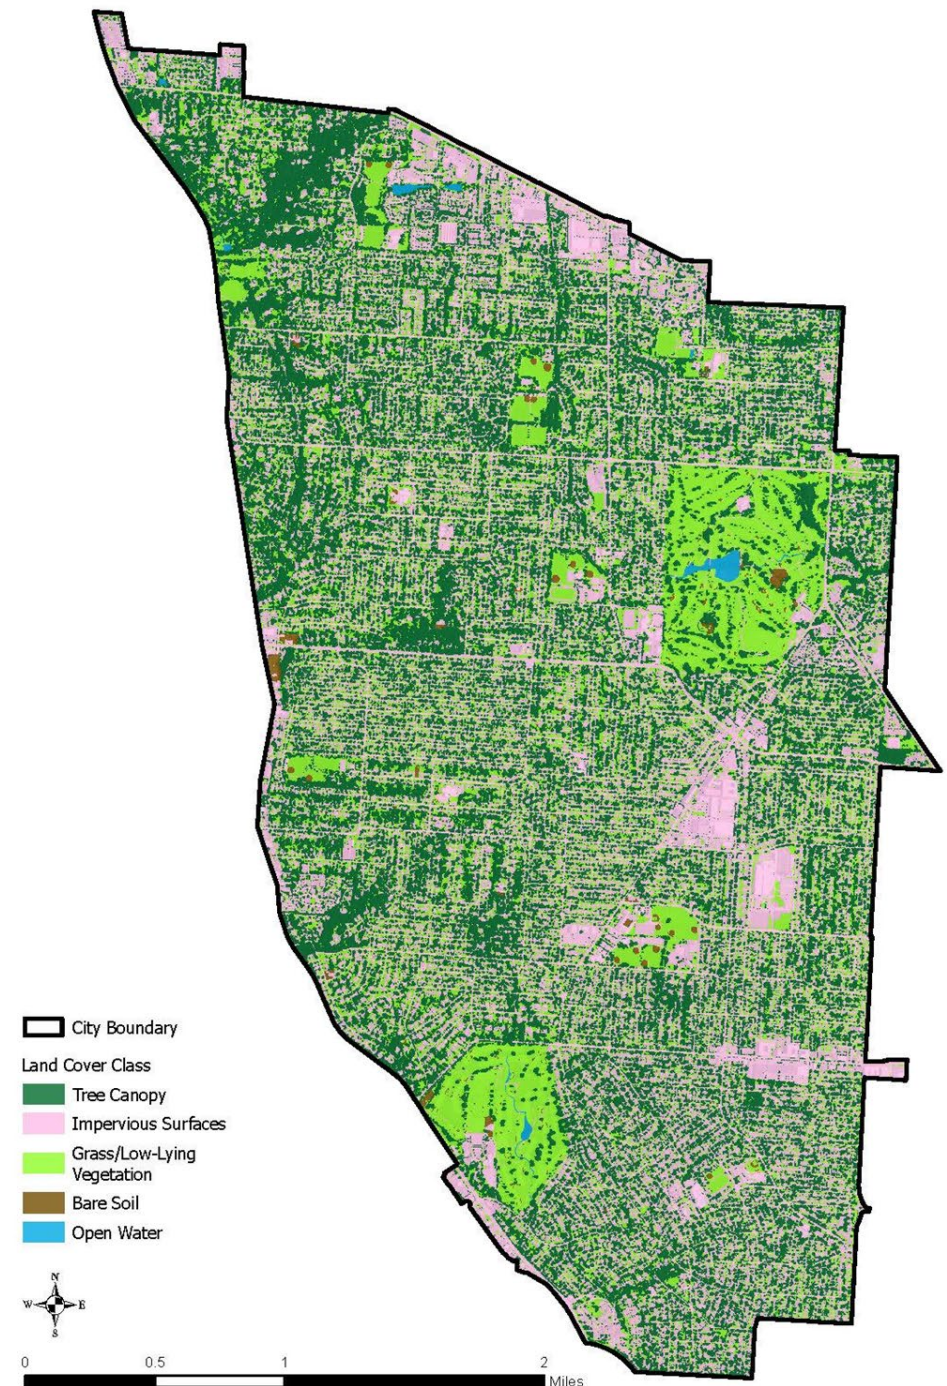 City Boundary
Land Cover Class
Tree Canopy
Impervious Surfaces
Grass/Low-Lying
Vegetation
Bare Soil
Open Water
N
W E
S
0 0.5 1 2
Miles